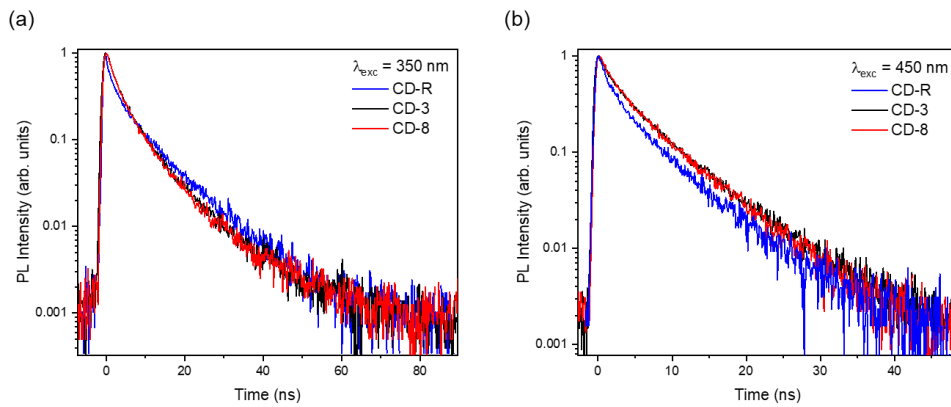 (a)
λexc = 350 nm
CD-R
CD-3
CD-8
1
0.1
0.01
0.001
PL Intensity (arb. units)
0 20 40 60 80
Time (ns)
(b)
λexc = 450 nm
CD-R
CD-3
CD-8
1
0.1
0.01
0.001
PL Intensity (arb. units)
0 10 20 30 40
Time (ns)